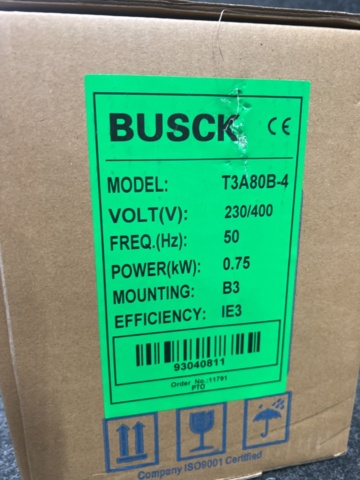 BUSCK CE
MODEL: T3A80B-4
VOLT(V): 230/400
FREQ.(Hz): 50
POWER(kW): 0.75
MOUNTING: B3
EFFICIENCY: IE3
93040811
Order No.:11791
PTO
Company ISO9001 Certified